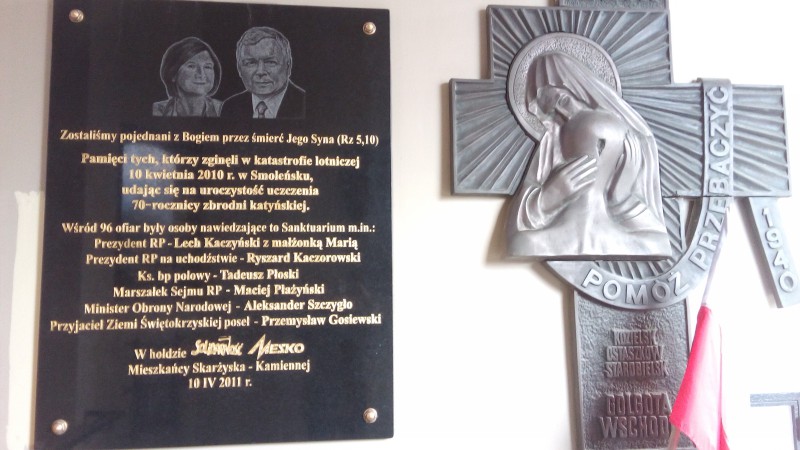 Zostaliśmy pojednani z Bogiem przez śmierć Jego Syna (Rz 5,10)
Pamięci tych, którzy zginęli w katastrofie lotniczej
10 kwietnia 2010 r. w Smoleńsku,
udając się na uroczystość uczczenia
70-rocznicy zbrodni katyńskiej.
Wśród 96 ofiar były osoby nawiedzające to Sanktuarium m.in.:
Prezydent RP - Lech Kaczyński z małżonką Marią
Prezydent RP na uchodźstwie - Ryszard Kaczorowski
Ks. bp polowy - Tadeusz Płoski
Marszałek Sejmu RP - Maciej Płażyński
Minister Obrony Narodowej - Aleksander Szczygło
Przyjaciel Ziemi Świętokrzyskiej poseł - Przemysław Gosiewski
W hołdzie SOLIDARNOŚĆ MESKO
Mieszkańcy Skarżyska - Kamiennej
10 IV 2011 r.
POMÓŻ PRZEBACZYĆ
1940
KOZIELSK
OSTASZKÓW
STAROBIELSK
GOLGOTA
WSCHOD